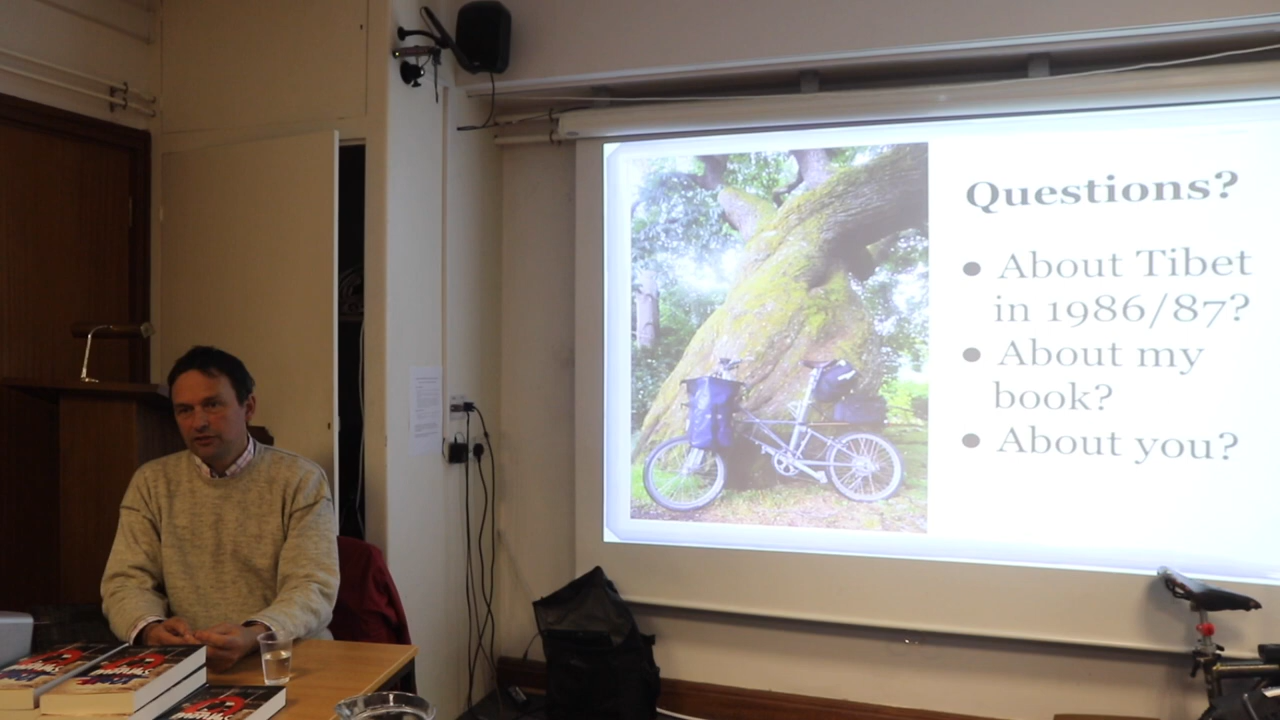 Questions?
● About Tibet
in 1986/87?
● About my
book?
● About you?